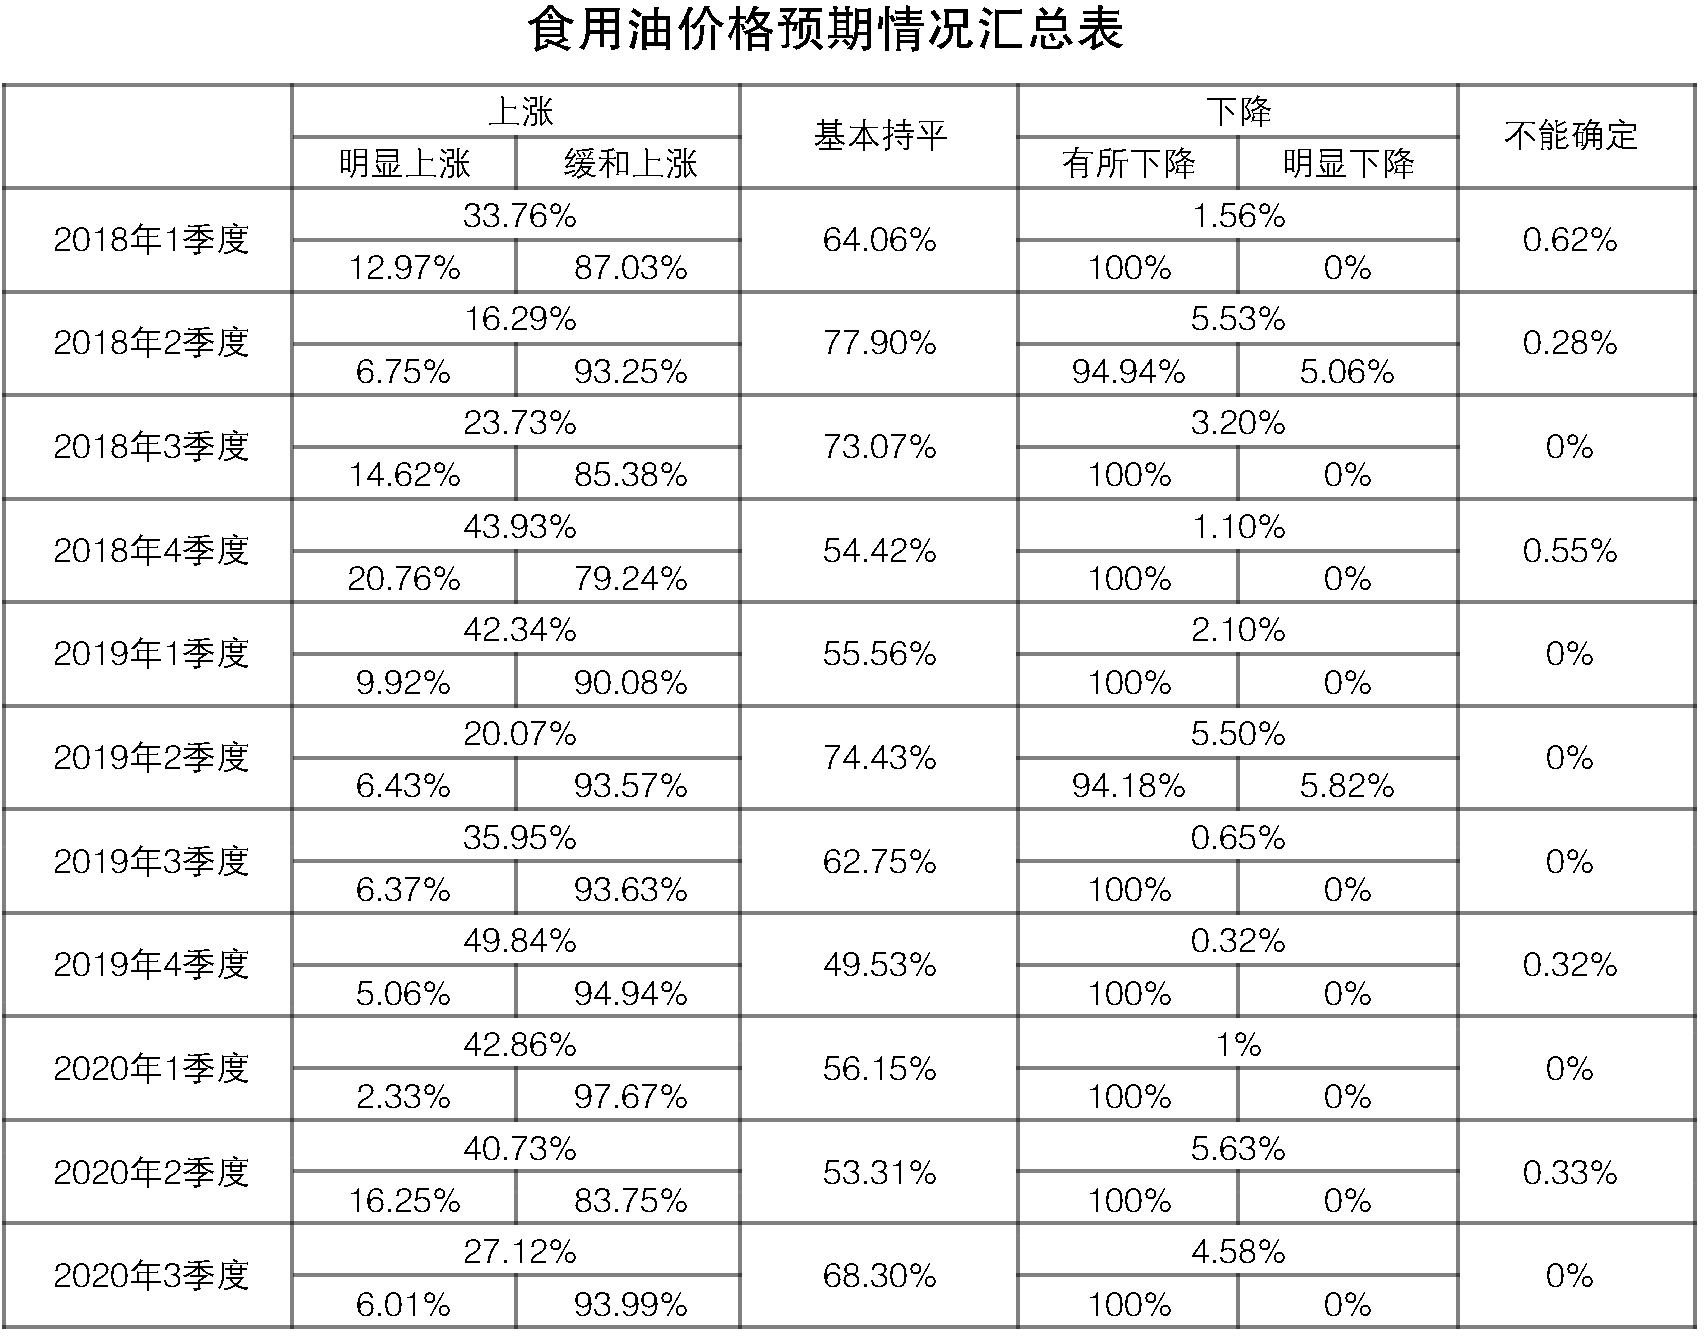 食用油价格预期情况汇总表
上涨 基本持平 下降 不能确定
明显上涨 缓和上涨 有所下降 明显下降
2018年1季度 33.76% 64.06% 1.56% 0.62%
12.97% 87.03% 100% 0%
2018年2季度 16.29% 77.90% 5.53% 0.28%
6.75% 93.25% 94.94% 5.06%
2018年3季度 23.73% 73.07% 3.20% 0%
14.62% 85.38% 100% 0%
2018年4季度 43.93% 54.42% 1.10% 0.55%
20.76% 79.24% 100% 0%
2019年1季度 42.34% 55.56% 2.10% 0%
9.92% 90.08% 100% 0%
2019年2季度 20.07% 74.43% 5.50% 0%
6.43% 93.57% 94.18% 5.82%
2019年3季度 35.95% 62.75% 0.65% 0%
6.37% 93.63% 100% 0%
2019年4季度 49.84% 49.53% 0.32% 0.32%
5.06% 94.94% 100% 0%
2020年1季度 42.86% 56.15% 1% 0%
2.33% 97.67% 100% 0%
2020年2季度 40.73% 53.31% 5.63% 0.33%
16.25% 83.75% 100% 0%
2020年3季度 27.12% 68.30% 4.58% 0%
6.01% 93.99% 100% 0%